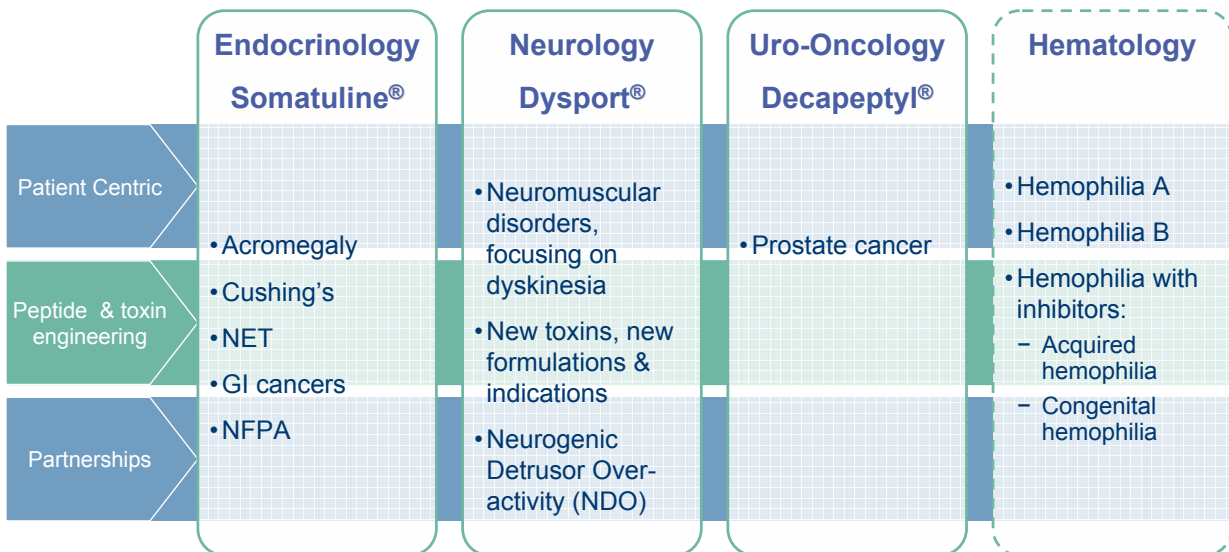 Endocrinology
Somatuline®
Neurology
Dysport®
Uro-Oncology
Decapeptyl®
Hematology
Patient Centric
Peptide & toxin
engineering
Partnerships
•Acromegaly
•Cushing's
•NET
•GI cancers
•NFPA
•Neuromuscular
disorders,
focusing on
dyskinesia
•New toxins, new
formulations &
indications
•Neurogenic
Detrusor Over-
activity (NDO)
•Prostate cancer
•Hemophilia A
•Hemophilia B
•Hemophilia with
inhibitors:
− Acquired
hemophilia
− Congenital
hemophilia